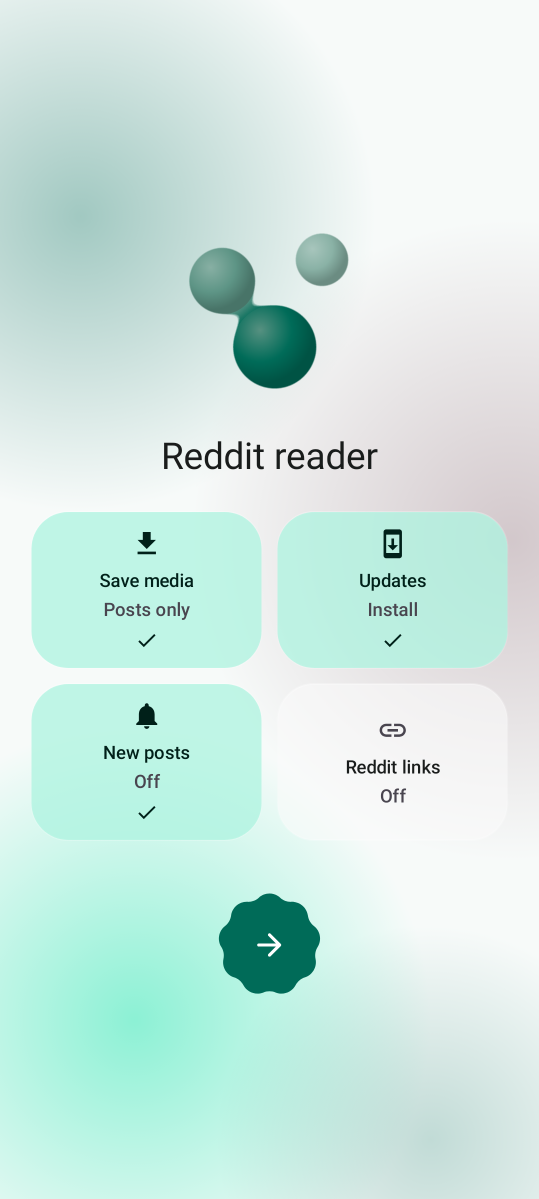 Reddit reader
Save media
Posts only
Updates
Install
New posts
Off
Reddit links
Off